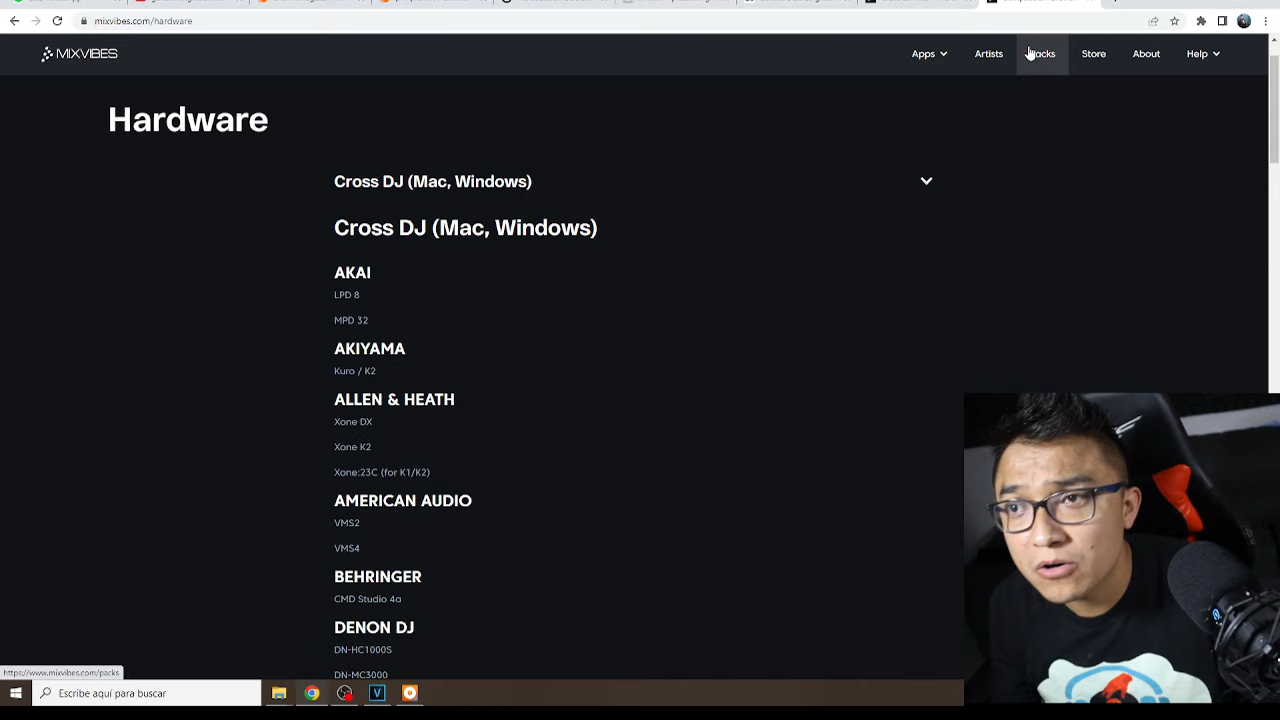 mixvibes.com/hardware
MIXVIBES
Apps
Artists
Packs
Store
About
Help
Hardware
Cross DJ (Mac, Windows)
Cross DJ (Mac, Windows)
AKAI
LPD 8
MPD 32
AKIYAMA
Kuro / K2
ALLEN & HEATH
Xone DX
Xone K2
Xone:23C (for K1/K2)
AMERICAN AUDIO
VMS2
VMS4
BEHRINGER
CMD Studio 4a
DENON DJ
DN-HC1000S
DN-MC3000
https://www.mixvibes.com/packs
Escribe aquí para buscar